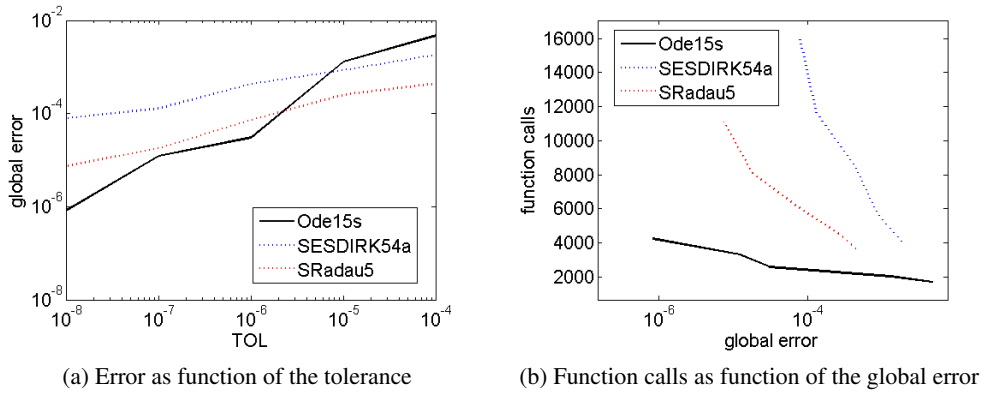 10^-2
10^-4
10^-6
10^-8
global error
Ode15s
SESDIRK54a
SRadau5
10^-8
10^-7
10^-6
10^-5
10^-4
TOL
(a) Error as function of the tolerance
16000
14000
12000
10000
8000
6000
4000
2000
function calls
Ode15s
SESDIRK54a
SRadau5
10^-6
10^-4
global error
(b) Function calls as function of the global error